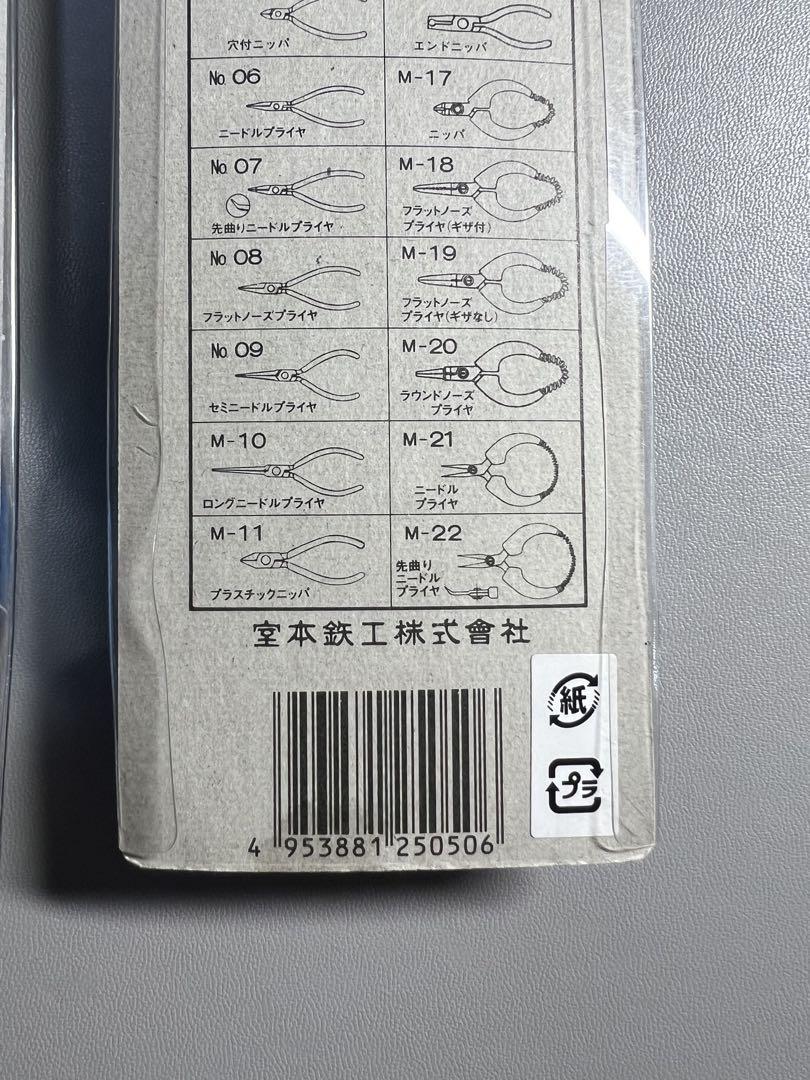 穴付ニッパ
エンドニッパ
No. 06
ニードルプライヤ
M-17
ニッパ
No. 07
先曲りニードルプライヤ
M-18
フラットノーズ
プライヤ(ギザ付)
No. 08
フラットノーズプライヤ
M-19
フラットノーズ
プライヤ(ギザなし)
No. 09
セミニードルプライヤ
M-20
ラウンドノーズ
プライヤ
M-10
ロングニードルプライヤ
M-21
ニードル
プライヤ
M-11
プラスチックニッパ
M-22
先曲り
ニードル
プライヤ
室本鉄工株式會社
紙
プラ
4 953881 250506